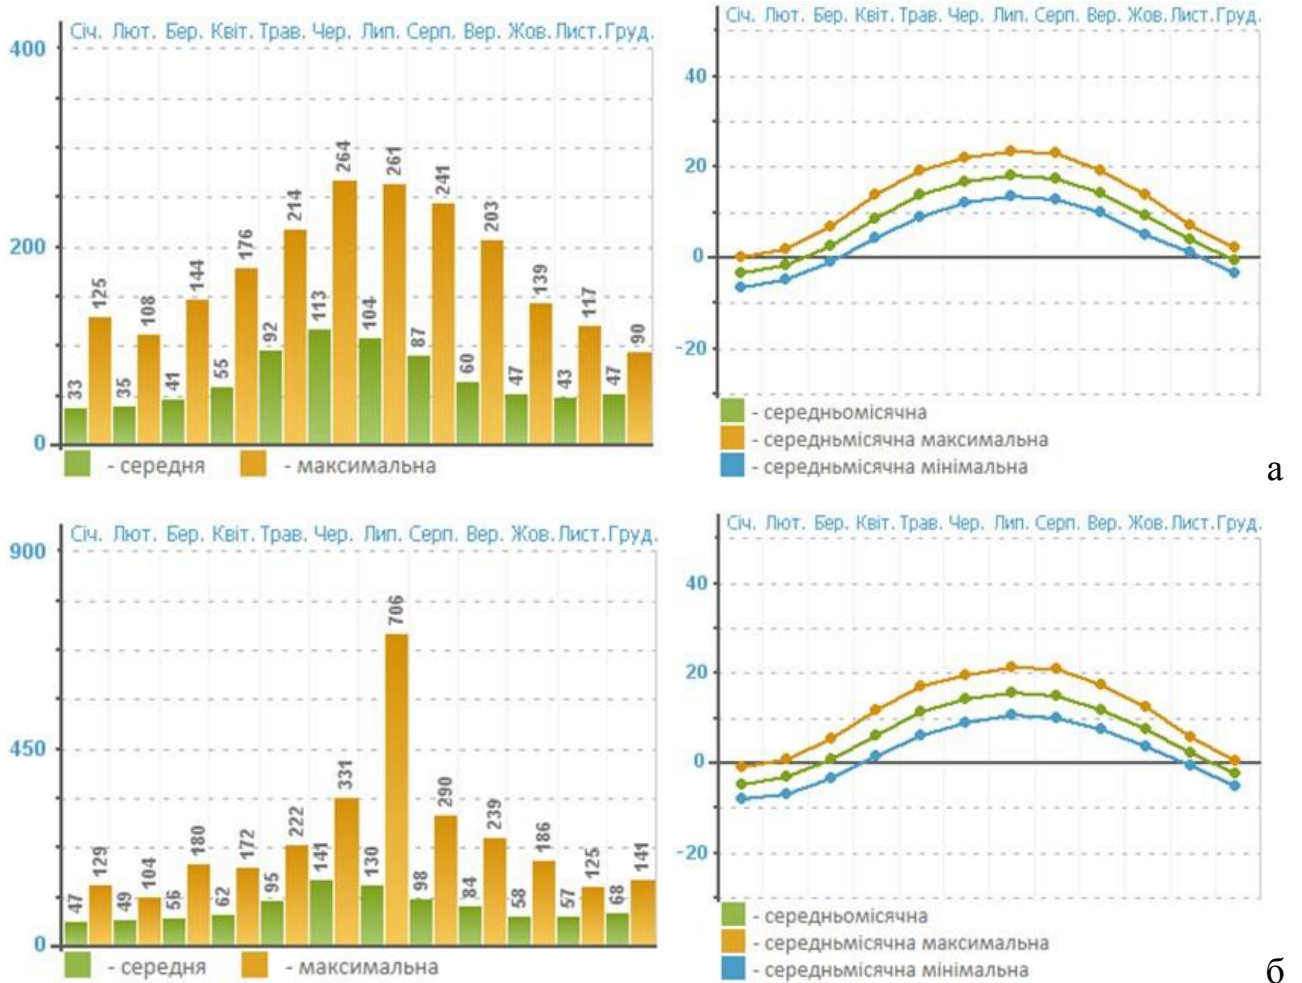 Січ. Лют. Бер. Квіт. Трав. Чер. Лип. Серп. Вер. Жов. Лист. Груд.
400
200
0
33 125 35 108 41 144 55 176 92 214 113 264 104 261 87 241 60 203 47 139 43 117 47 90
- середня - максимальна
Січ. Лют. Бер. Квіт. Трав. Чер. Лип. Серп. Вер. Жов. Лист. Груд.
40
20
0
-20
- середньомісячна
- середньмісячна максимальна
- середньмісячна мінімальна
а
Січ. Лют. Бер. Квіт. Трав. Чер. Лип. Серп. Вер. Жов. Лист. Груд.
900
450
0
47 129 49 104 56 180 62 172 95 222 141 331 130 706 98 290 84 239 58 186 57 125 68 141
- середня - максимальна
Січ. Лют. Бер. Квіт. Трав. Чер. Лип. Серп. Вер. Жов. Лист. Груд.
40
20
0
-20
- середньомісячна
- середньмісячна максимальна
- середньмісячна мінімальна
б